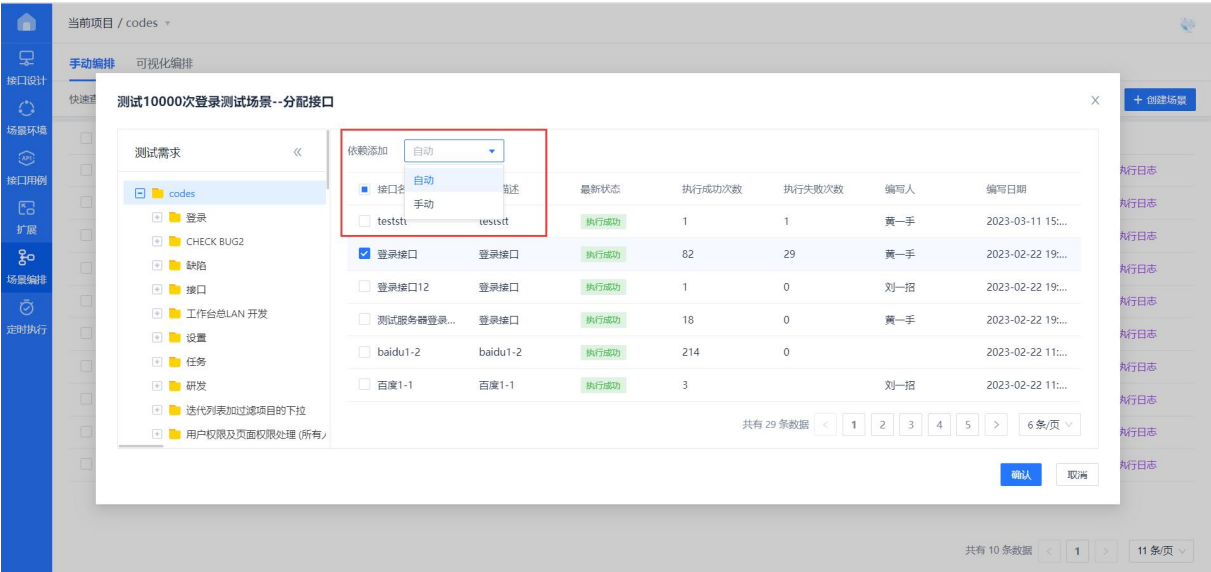 当前项目 / codes
接口设计
场景环境
接口用例
扩展
场景编排
定时执行
手动编排 可视化编排
快速查
+ 创建场景
测试10000次登录测试场景--分配接口 X
测试需求 «
codes
登录
CHECK BUG2
缺陷
接口
工作台总LAN 开发
设置
任务
研发
迭代列表加过滤项目的下拉
用户权限及页面权限处理 (所有
依赖添加 自动
自动
手动
接口名 描述 最新状态 执行成功次数 执行失败次数 编写人 编写日期
teststt teststt 执行成功 1 1 黄一手 2023-03-11 15:...
登录接口 登录接口 执行成功 82 29 黄一手 2023-02-22 19:...
登录接口12 登录接口 执行成功 1 0 刘一招 2023-02-22 19:...
测试服务器登录... 登录接口 执行成功 18 0 黄一手 2023-02-22 19:...
baidu1-2 baidu1-2 执行成功 214 0 2023-02-22 11:...
百度1-1 百度1-1 执行成功 3 刘一招 2023-02-22 11:...
共有 29 条数据 < 1 2 3 4 5 > 6 条/页
确认 取消
执行日志
执行日志
执行日志
执行日志
执行日志
执行日志
执行日志
执行日志
执行日志
执行日志
共有 10 条数据 < 1 > 11 条/页